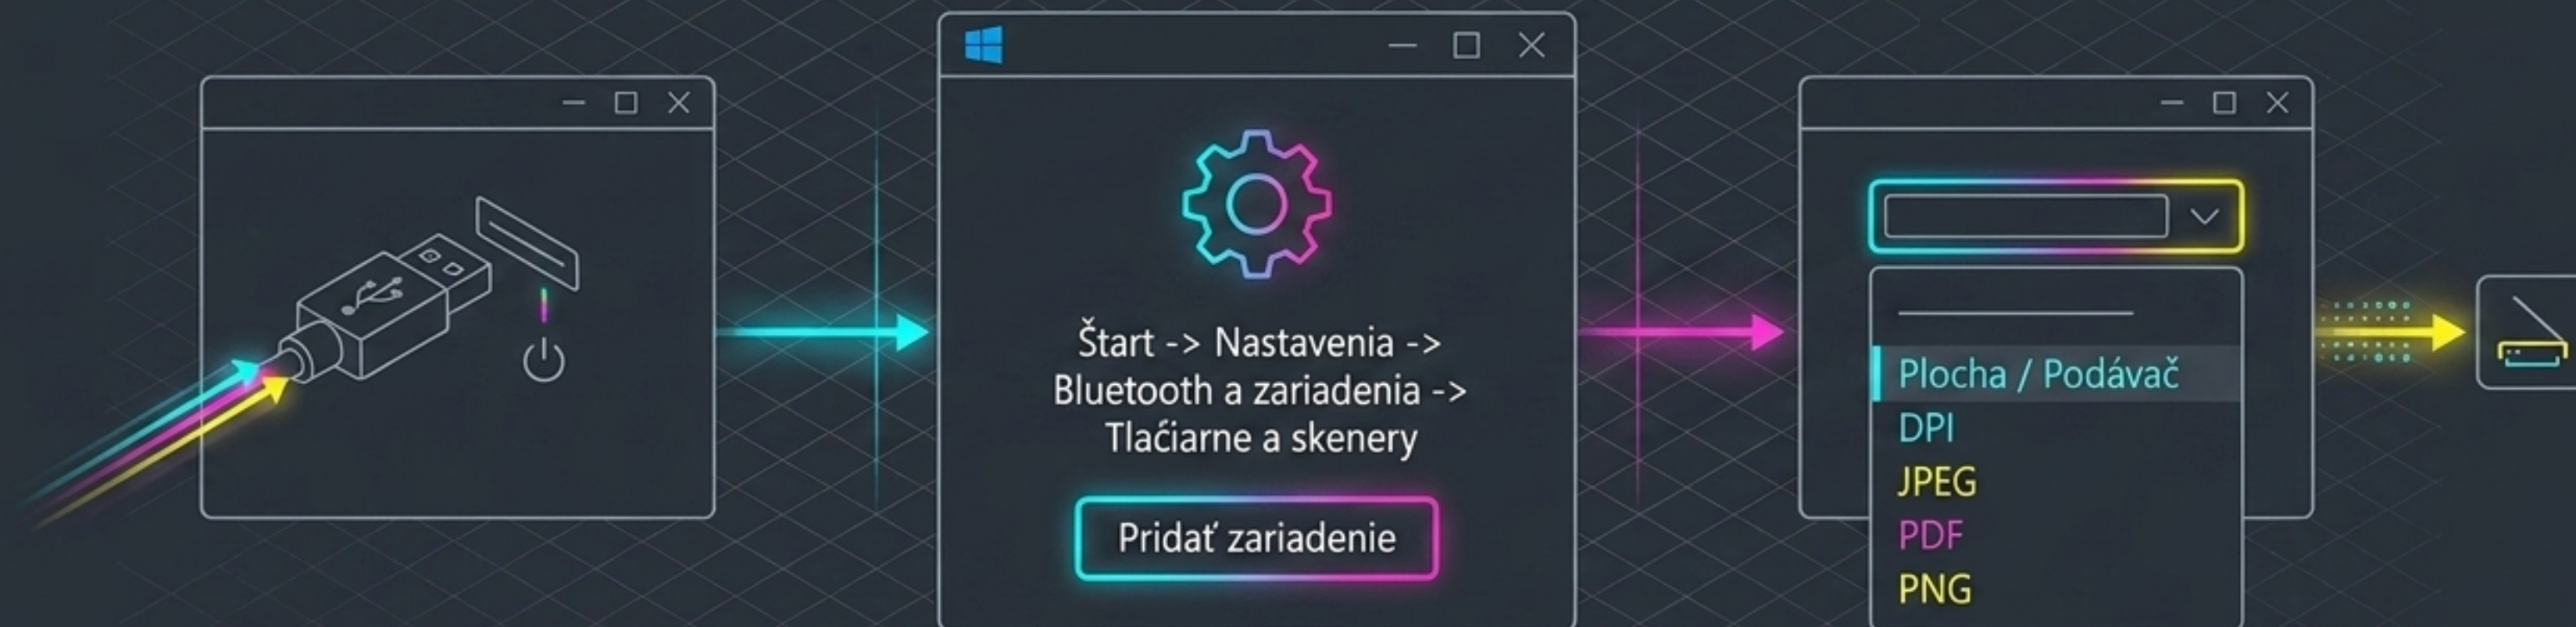 Štart -> Nastavenia ->
Bluetooth a zariadenia ->
Tlačiarne a skenery
Pridať zariadenie
Plocha / Podávač
DPI
JPEG
PDF
PNG